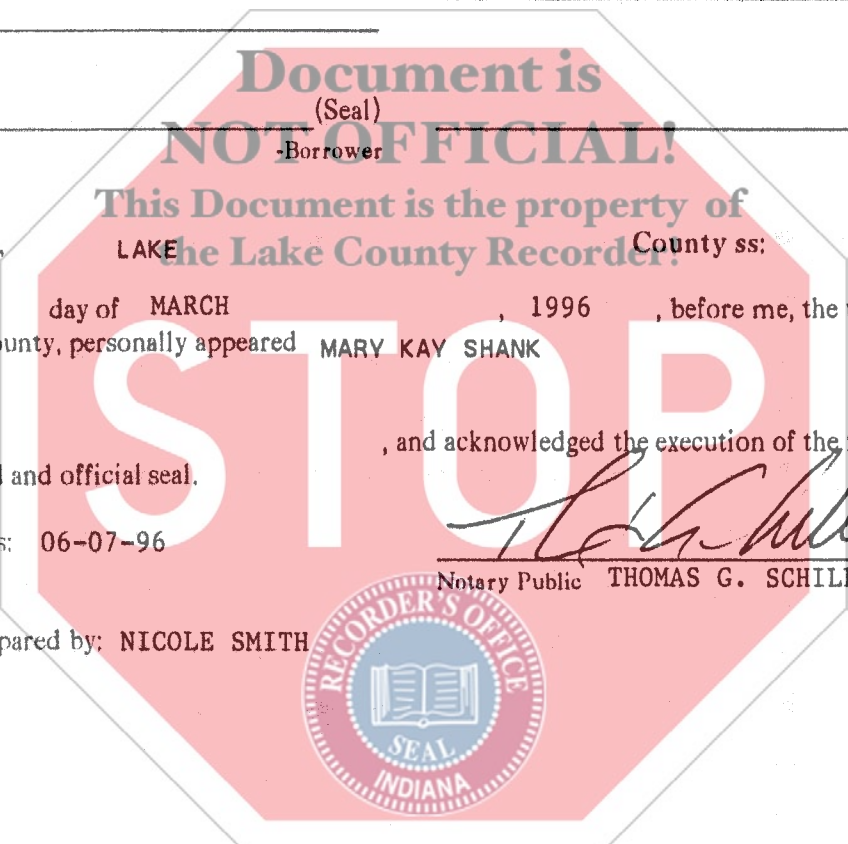 Document is
(Seal)
NOT OFFICIAL!
-Borrower
This Document is the property of
LAKE
the Lake County Recorder!
County ss:
day of MARCH , 1996 , before me, the
ounty, personally appeared MARY KAY SHANK
STOP
, and acknowledged the execution of the
d and official seal.
s: 06-07-96
Notary Public THOMAS G. SCHILL
pared by: NICOLE SMITH
RECORDER'S OFFICE
SEAL
INDIANA